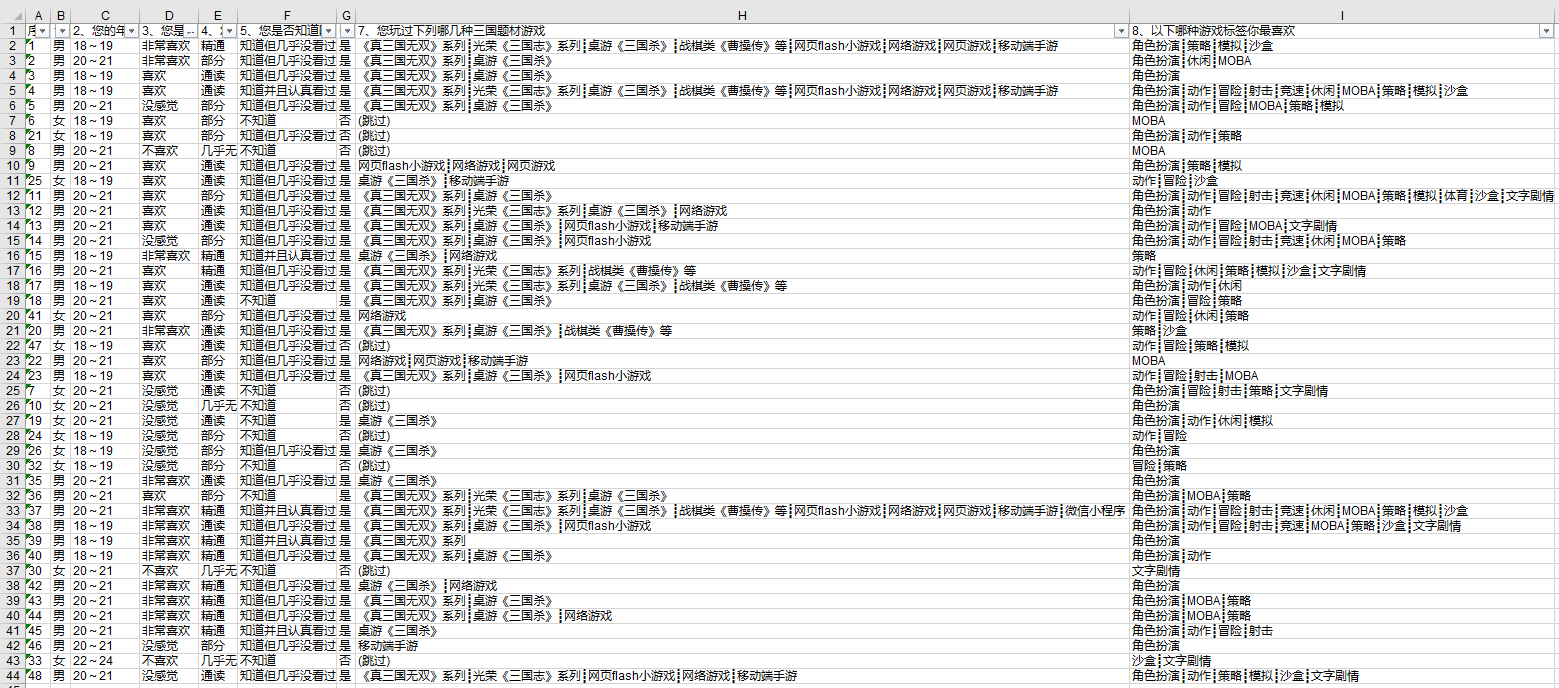 A B C D E F G H I
1 2、您的年 3、您是... 4、 5、您是否知道 7、您玩过下列哪几种三国题材游戏 8、以下哪种游戏标签你最喜欢
2 1 男 18～19 非常喜欢 精通 知道但几乎没看过 是 《真三国无双》系列┋光荣《三国志》系列┋桌游《三国杀》┋战棋类《曹操传》等┋网页flash小游戏┋网络游戏┋网页游戏┋移动端手游 角色扮演┋策略┋模拟┋沙盒
3 2 男 20～21 非常喜欢 部分 知道但几乎没看过 是 《真三国无双》系列┋桌游《三国杀》 角色扮演┋休闲┋MOBA
4 3 男 18～19 喜欢 通读 知道但几乎没看过 是 《真三国无双》系列┋桌游《三国杀》 角色扮演
5 4 男 18～19 喜欢 通读 知道并且认真看过 是 《真三国无双》系列┋光荣《三国志》系列┋桌游《三国杀》┋战棋类《曹操传》等┋网页flash小游戏┋网络游戏┋网页游戏┋移动端手游 角色扮演┋动作┋冒险┋射击┋竞速┋休闲┋MOBA┋策略┋模拟┋沙盒
6 5 男 20～21 没感觉 部分 知道但几乎没看过 是 《真三国无双》系列┋桌游《三国杀》 角色扮演┋动作┋冒险┋MOBA┋策略┋模拟
7 6 女 18～19 喜欢 部分 不知道 否 (跳过) MOBA
8 21 女 18～19 喜欢 部分 知道但几乎没看过 否 (跳过) 角色扮演┋动作┋策略
9 8 男 20～21 不喜欢 几乎无 不知道 否 (跳过) MOBA
10 9 男 20～21 喜欢 通读 知道但几乎没看过 是 网页flash小游戏┋网络游戏┋网页游戏 角色扮演┋策略┋模拟
11 25 女 18～19 喜欢 通读 知道但几乎没看过 是 桌游《三国杀》┋移动端手游 动作┋冒险┋沙盒
12 11 男 20～21 喜欢 部分 知道但几乎没看过 是 《真三国无双》系列┋桌游《三国杀》 角色扮演┋动作┋冒险┋射击┋竞速┋休闲┋MOBA┋策略┋模拟┋体育┋沙盒┋文字剧情
13 12 男 20～21 喜欢 通读 知道但几乎没看过 是 《真三国无双》系列┋光荣《三国志》系列┋桌游《三国杀》┋网络游戏 角色扮演┋动作
14 13 男 20～21 喜欢 通读 知道但几乎没看过 是 《真三国无双》系列┋桌游《三国杀》┋网页flash小游戏┋移动端手游 角色扮演┋动作┋冒险┋MOBA┋文字剧情
15 14 男 20～21 没感觉 部分 知道但几乎没看过 是 《真三国无双》系列┋桌游《三国杀》┋网页flash小游戏 角色扮演┋动作┋冒险┋射击┋竞速┋休闲┋MOBA┋策略
16 15 男 18～19 非常喜欢 精通 知道并且认真看过 是 桌游《三国杀》┋网络游戏 策略
17 16 男 20～21 喜欢 精通 知道但几乎没看过 是 《真三国无双》系列┋光荣《三国志》系列┋战棋类《曹操传》等 动作┋冒险┋休闲┋策略┋模拟┋沙盒┋文字剧情
18 17 男 18～19 喜欢 精通 知道但几乎没看过 是 《真三国无双》系列┋光荣《三国志》系列┋桌游《三国杀》┋战棋类《曹操传》等 角色扮演┋动作┋休闲
19 18 男 20～21 喜欢 通读 不知道 是 《真三国无双》系列┋桌游《三国杀》 角色扮演┋冒险┋策略
20 41 女 20～21 喜欢 部分 知道但几乎没看过 是 网络游戏 动作┋冒险┋休闲┋策略
21 20 男 20～21 非常喜欢 通读 知道但几乎没看过 是 《真三国无双》系列┋桌游《三国杀》┋战棋类《曹操传》等 策略┋沙盒
22 47 女 18～19 喜欢 通读 知道但几乎没看过 否 (跳过) 动作┋冒险┋策略┋模拟
23 22 男 20～21 喜欢 部分 知道但几乎没看过 是 网络游戏┋网页游戏┋移动端手游 MOBA
24 23 男 18～19 喜欢 通读 知道但几乎没看过 是 《真三国无双》系列┋桌游《三国杀》┋网页flash小游戏 动作┋冒险┋射击┋MOBA
25 7 女 20～21 没感觉 通读 不知道 否 (跳过) 角色扮演┋冒险┋射击┋策略┋文字剧情
26 10 女 20～21 没感觉 几乎无 不知道 否 (跳过) 角色扮演
27 19 女 20～21 没感觉 通读 不知道 是 桌游《三国杀》 角色扮演┋动作┋休闲┋模拟
28 24 女 18～19 没感觉 部分 不知道 否 (跳过) 动作┋冒险
29 26 女 18～19 没感觉 部分 知道但几乎没看过 是 桌游《三国杀》 角色扮演
30 32 女 18～19 没感觉 部分 不知道 否 (跳过) 冒险┋策略
31 35 男 20～21 非常喜欢 通读 知道但几乎没看过 是 桌游《三国杀》 角色扮演
32 36 男 20～21 喜欢 部分 不知道 是 《真三国无双》系列┋光荣《三国志》系列┋桌游《三国杀》 角色扮演┋MOBA┋策略
33 37 男 20～21 非常喜欢 精通 知道并且认真看过 是 《真三国无双》系列┋光荣《三国志》系列┋桌游《三国杀》┋战棋类《曹操传》等┋网页flash小游戏┋网络游戏┋网页游戏┋移动端手游┋微信小程序 角色扮演┋动作┋冒险┋射击┋竞速┋休闲┋MOBA┋策略┋模拟┋沙盒
34 38 男 18～19 非常喜欢 通读 知道但几乎没看过 是 《真三国无双》系列┋桌游《三国杀》┋网页flash小游戏 角色扮演┋动作┋冒险┋射击┋竞速┋MOBA┋策略┋沙盒┋文字剧情
35 39 男 18～19 非常喜欢 精通 知道并且认真看过 是 《真三国无双》系列 角色扮演
36 40 男 18～19 非常喜欢 精通 知道但几乎没看过 是 《真三国无双》系列┋桌游《三国杀》 角色扮演┋动作
37 30 女 20～21 不喜欢 几乎无 不知道 否 (跳过) 文字剧情
38 42 男 20～21 非常喜欢 精通 知道但几乎没看过 是 桌游《三国杀》┋网络游戏 角色扮演
39 43 男 20～21 非常喜欢 精通 知道但几乎没看过 是 《真三国无双》系列┋桌游《三国杀》 角色扮演┋MOBA┋策略
40 44 男 20～21 非常喜欢 精通 知道但几乎没看过 是 《真三国无双》系列┋桌游《三国杀》┋网络游戏 角色扮演┋MOBA┋策略
41 45 男 20～21 非常喜欢 精通 知道并且认真看过 是 桌游《三国杀》 角色扮演┋动作┋冒险┋射击
42 46 男 20～21 没感觉 部分 知道但几乎没看过 是 移动端手游 角色扮演
43 33 女 22～24 不喜欢 几乎无 不知道 否 (跳过) 沙盒┋文字剧情
44 48 男 20～21 没感觉 通读 知道但几乎没看过 是 《真三国无双》系列┋光荣《三国志》系列┋桌游《三国杀》┋网页flash小游戏┋网络游戏┋移动端手游 角色扮演┋动作┋策略┋模拟┋沙盒┋文字剧情